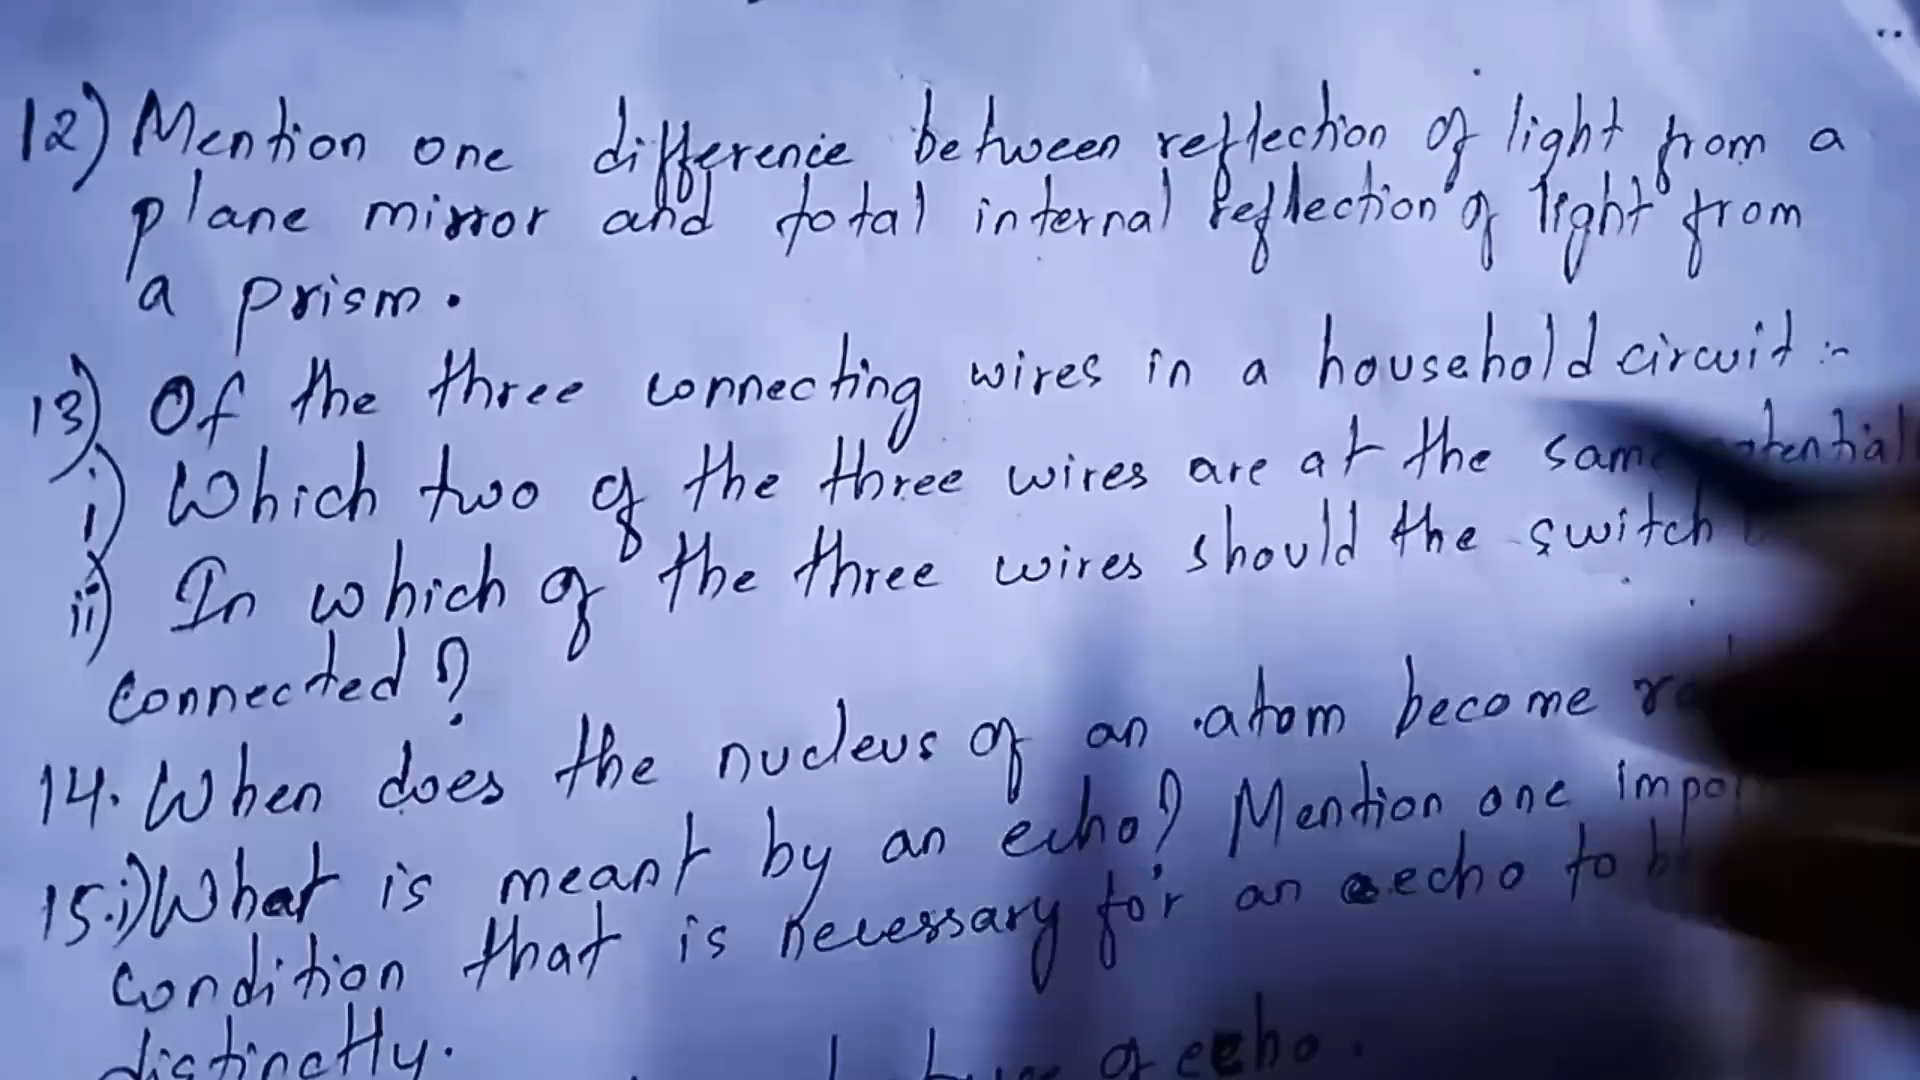 12) Mention one difference between reflection of light from a
plane mirror and total internal reflection of light from
a prism.
13) Of the three connecting wires in a household circuit :-
i) Which two of the three wires are at the same
ii) In which of the three wires should the switch
connected?
14. When does the nucleus of an atom become
15.i) What is meant by an echo? Mention one
condition that is necessary for an echo to
distinctly.
of echo.